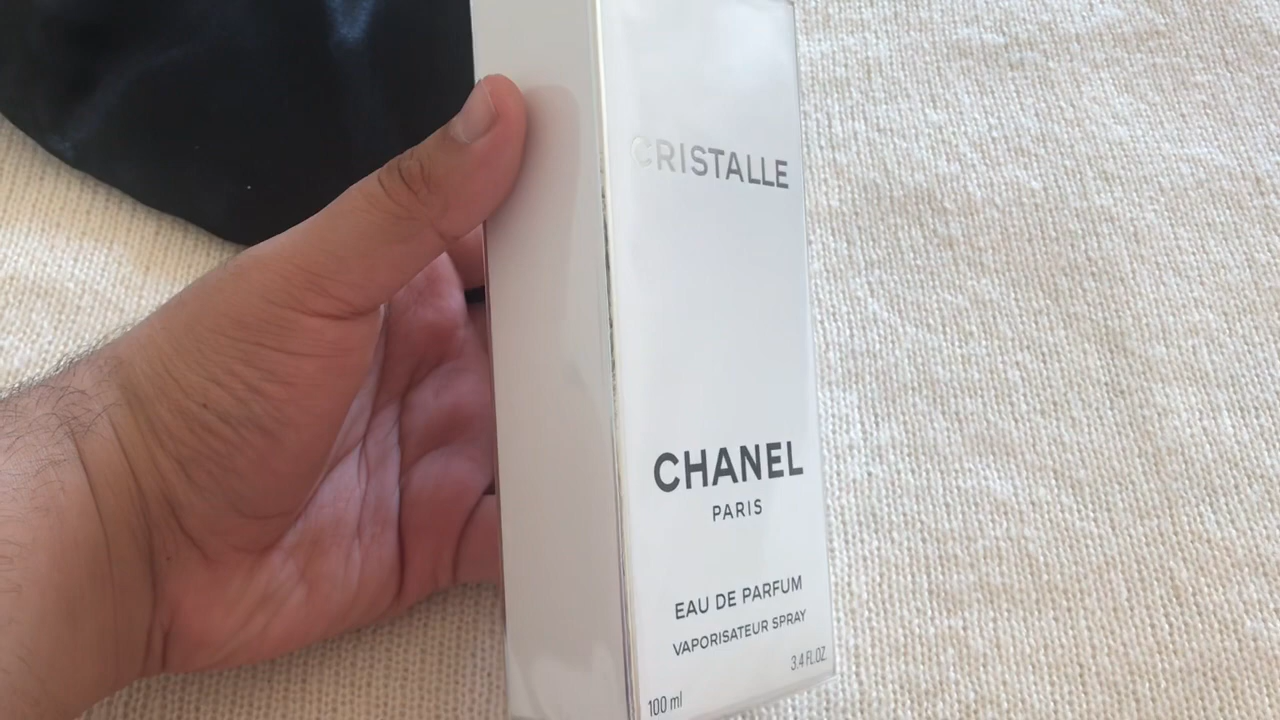 CRISTALLE
CHANEL
PARIS
EAU DE PARFUM
VAPORISATEUR SPRAY
3.4 FL.OZ.
100 ml